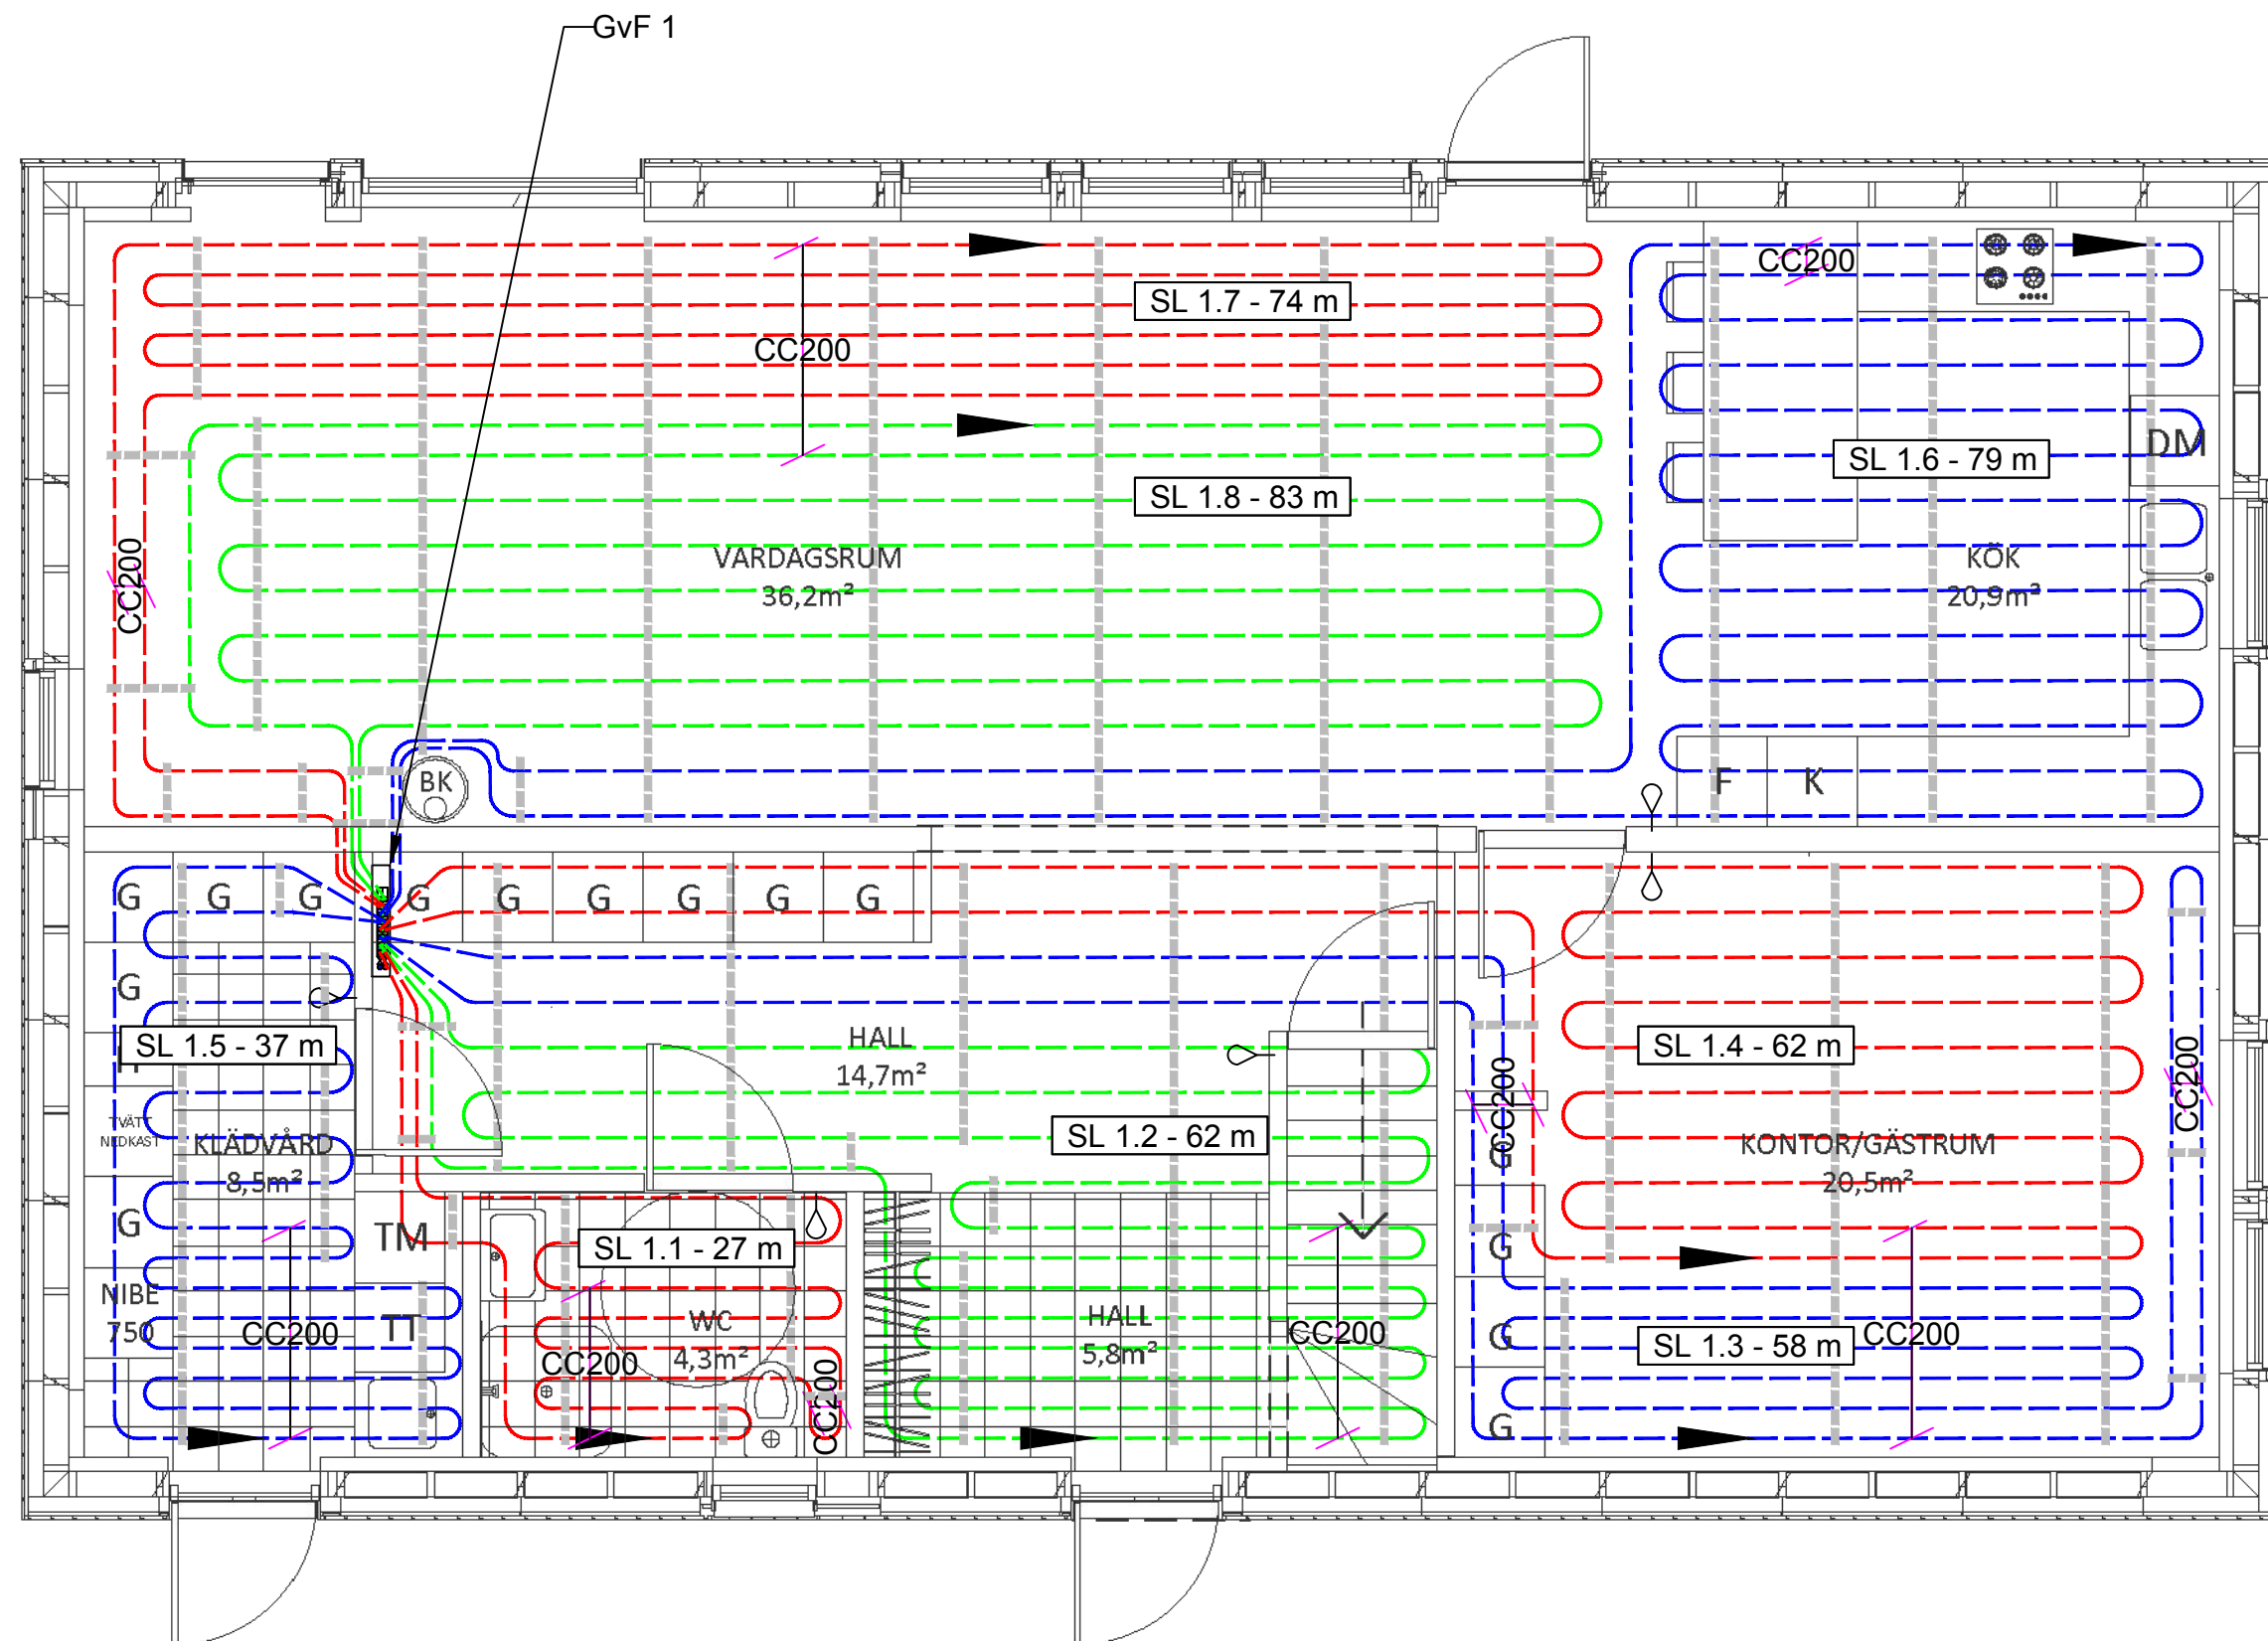 GvF 1
CC200
SL 1.7 - 74 m
CC200
DM
SL 1.6 - 79 m
SL 1.8 - 83 m
CC200
VARDAGSRUM
36,2m²
KÖK
20,9m²
BK
F
K
G
G
G
G
G
G
G
G
G
G
SL 1.5 - 37 m
HALL
14,7m²
SL 1.4 - 62 m
CC200
CC200
TVÄTT
NEDKAST
KLÄDVÅRD
8,5m²
SL 1.2 - 62 m
G
KONTOR/GÄSTRUM
20,5m²
G
TM
SL 1.1 - 27 m
G
NIBE
750
CC200
TT
WC
4,3m²
CC200
HALL
5,8m²
CC200
G
SL 1.3 - 58 m
CC200
CC200
G